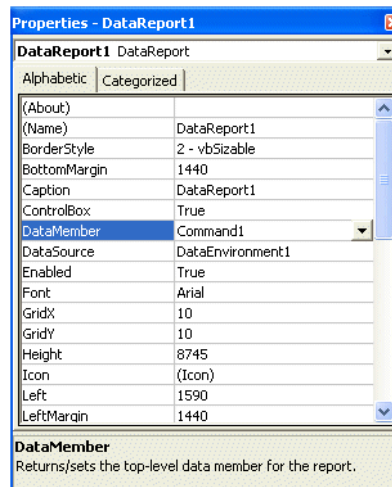 Properties - DataReport1
DataReport1 DataReport
Alphabetic Categorized
(About)
(Name) DataReport1
BorderStyle 2 - vbSizable
BottomMargin 1440
Caption DataReport1
ControlBox True
DataMember Command1
DataSource DataEnvironment1
Enabled True
Font Arial
GridX 10
GridY 10
Height 8745
Icon (Icon)
Left 1590
LeftMargin 1440
DataMember
Returns/sets the top-level data member for the report.